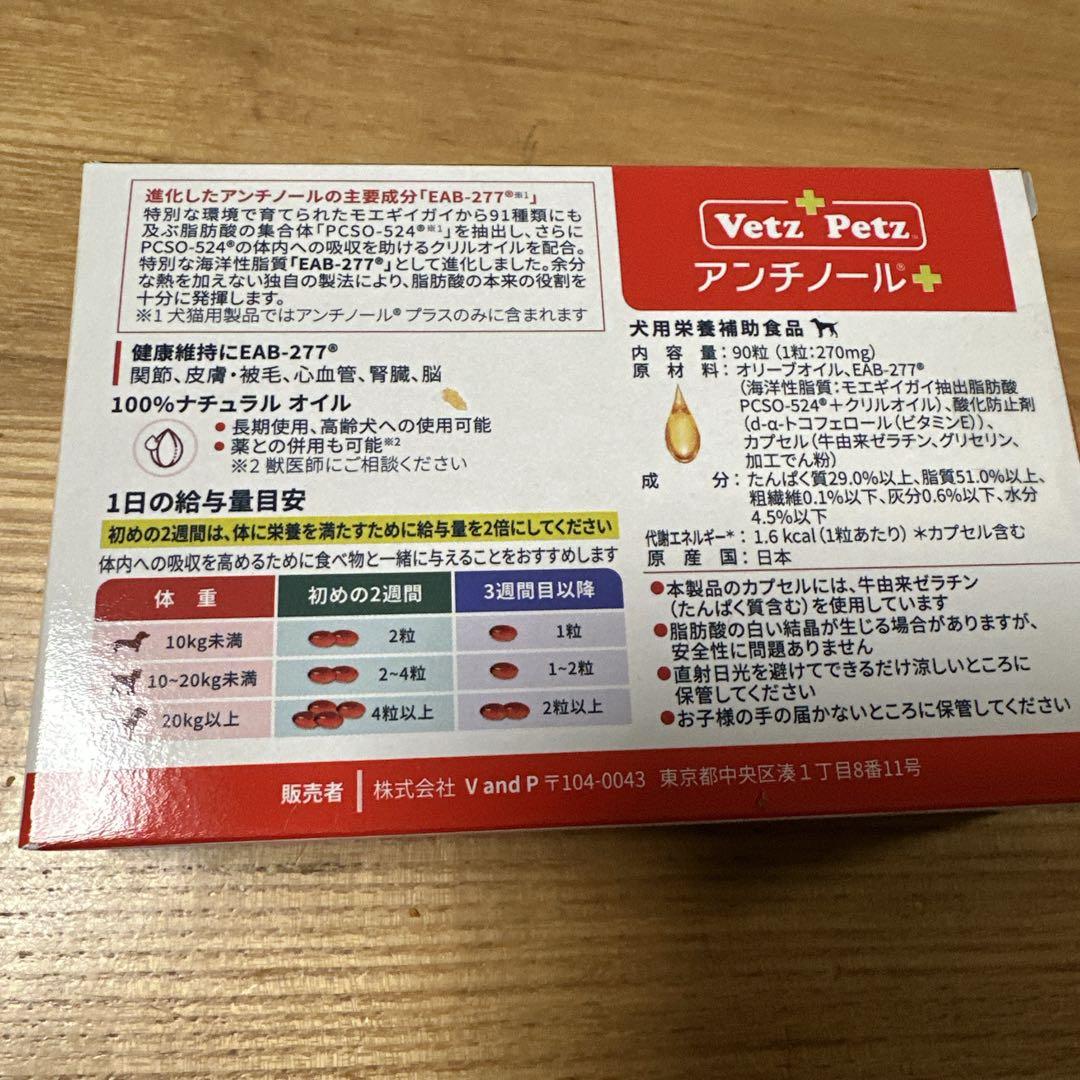 進化したアンチノールの主要成分「EAB-277®※1」
特別な環境で育てられたモエギイガイから91種類にも
及ぶ脂肪酸の集合体「PCSO-524®※1」を抽出し、さらに
PCSO-524®の体内への吸収を助けるクリルオイルを配合。
特別な海洋性脂質「EAB-277®」として進化しました。余分
な熱を加えない独自の製法により、脂肪酸の本来の役割を
十分に発揮します。
※1 犬猫用製品ではアンチノール® プラスのみに含まれます
健康維持にEAB-277®
関節、皮膚・被毛、心血管、腎臓、脳
100%ナチュラル オイル
● 長期使用、高齢犬への使用可能
● 薬との併用も可能※2
※2 獣医師にご相談ください
1日の給与量目安
初めの2週間は、体に栄養を満たすために給与量を2倍にしてください
体内への吸収を高めるために食べ物と一緒に与えることをおすすめします
体 重 初めの2週間 3週間目以降
10kg未満 2粒 1粒
10~20kg未満 2~4粒 1~2粒
20kg以上 4粒以上 2粒以上
Vetz Petz
アンチノール®+
犬用栄養補助食品
内 容 量：90粒（1粒：270mg）
原 材 料：オリーブオイル、EAB-277®
（海洋性脂質：モエギイガイ抽出脂肪酸
PCSO-524®＋クリルオイル）、酸化防止剤
（d-α-トコフェロール（ビタミンE））、
カプセル（牛由来ゼラチン、グリセリン、
加工でん粉）
成 分：たんぱく質29.0%以上、脂質51.0%以上、
粗繊維0.1%以下、灰分0.6%以下、水分
4.5%以下
代謝エネルギー*：1.6 kcal（1粒あたり）＊カプセル含む
原 産 国：日本
●本製品のカプセルには、牛由来ゼラチン
（たんぱく質含む）を使用しています
●脂肪酸の白い結晶が生じる場合がありますが、
安全性に問題ありません
●直射日光を避けてできるだけ涼しいところに
保管してください
●お子様の手の届かないところに保管してください
販売者 株式会社 V and P 〒104-0043 東京都中央区湊１丁目8番11号